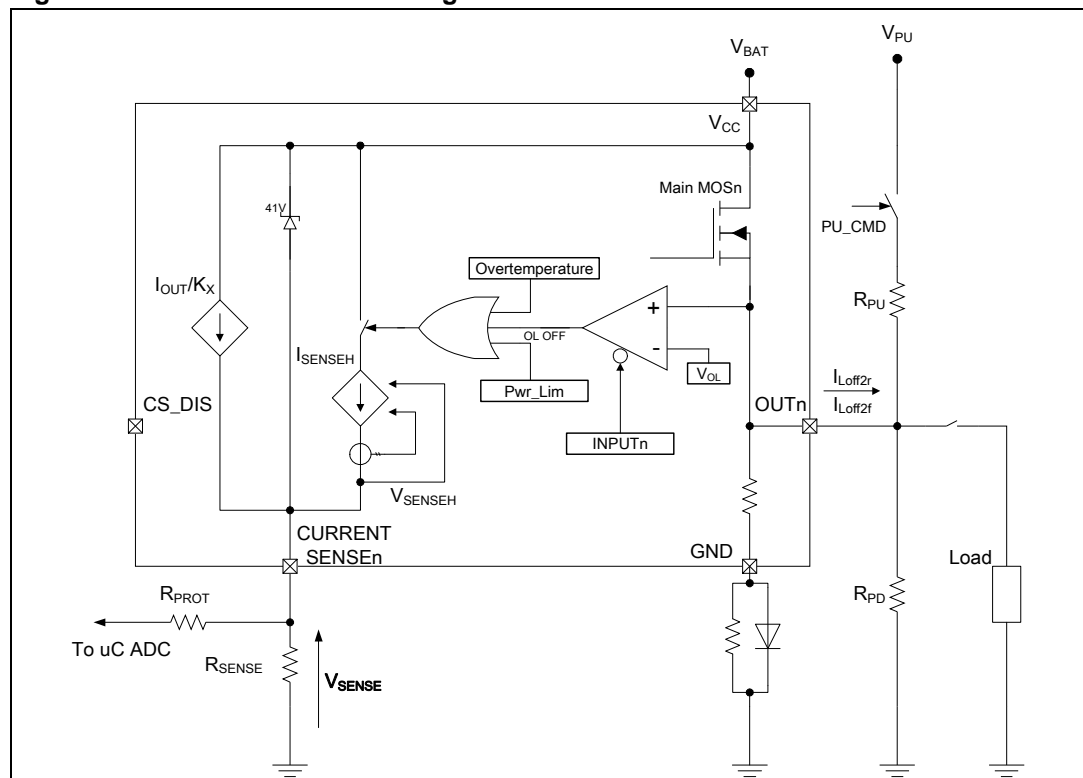 V_BAT
V_PU
V_CC
Main MOSn
41V
PU_CMD
Overtemperature
I_OUT/K_X
R_PU
+
OL OFF
-
I_SENSEH
V_OL
Pwr_Lim
I_Loff2r
CS_DIS
OUTn
I_Loff2f
INPUTn
V_SENSEH
CURRENT
SENSEn
GND
Load
R_PROT
R_PD
To uC ADC
R_SENSE
V_SENSE